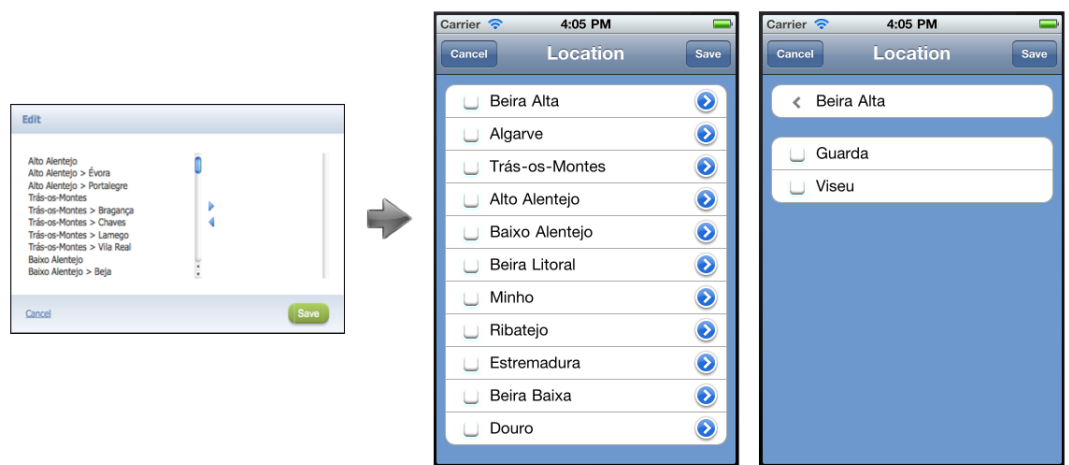 Edit
Alto Alentejo
Alto Alentejo > Évora
Alto Alentejo > Portalegre
Trás-os-Montes
Trás-os-Montes > Bragança
Trás-os-Montes > Chaves
Trás-os-Montes > Lamego
Trás-os-Montes > Vila Real
Baixo Alentejo
Baixo Alentejo > Beja
Cancel Save
Carrier 4:05 PM
Cancel Location Save
Beira Alta
Algarve
Trás-os-Montes
Alto Alentejo
Baixo Alentejo
Beira Litoral
Minho
Ribatejo
Estremadura
Beira Baixa
Douro
Carrier 4:05 PM
Cancel Location Save
Beira Alta
Guarda
Viseu